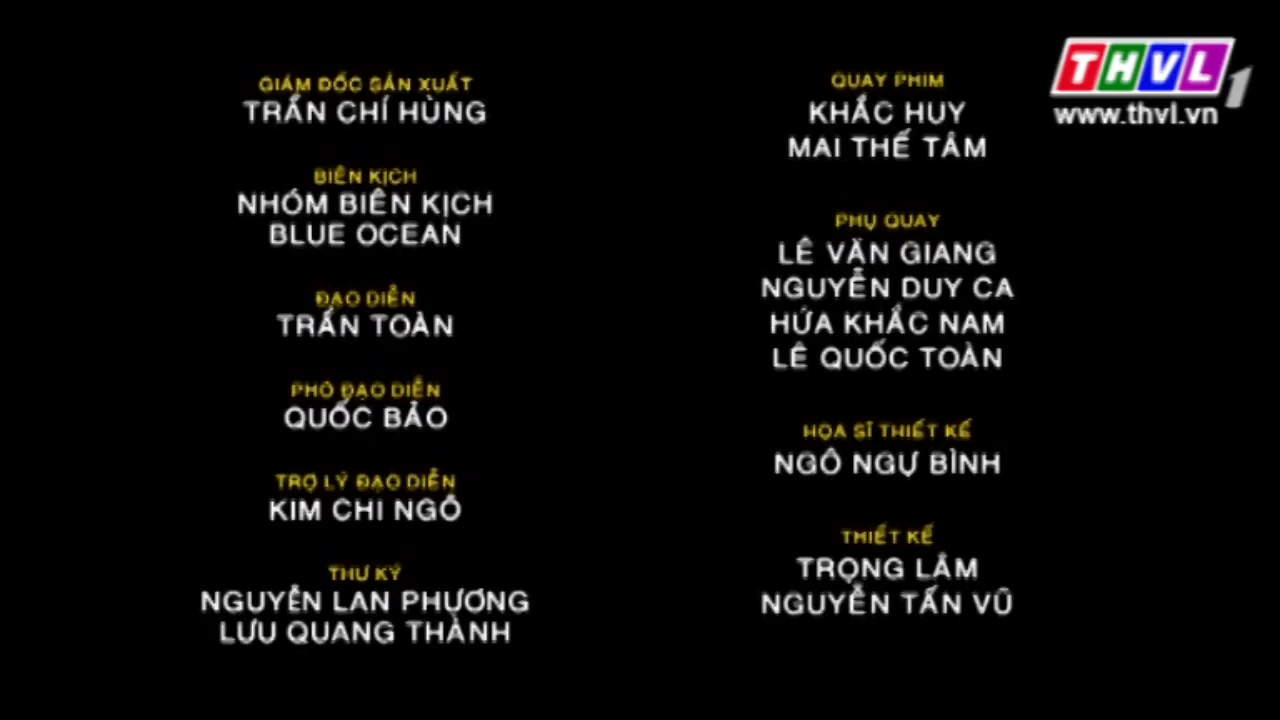 GIÁM ĐỐC SẢN XUẤT
TRẦN CHÍ HÙNG
BIÊN KỊCH
NHÓM BIÊN KỊCH
BLUE OCEAN
ĐẠO DIỄN
TRẦN TOÀN
PHÓ ĐẠO DIỄN
QUỐC BẢO
TRỢ LÝ ĐẠO DIỄN
KIM CHI NGÔ
THƯ KÝ
NGUYỄN LAN PHƯƠNG
LƯU QUANG THÀNH
QUAY PHIM
KHẮC HUY
MAI THẾ TÂM
PHỤ QUAY
LÊ VĂN GIANG
NGUYỄN DUY CA
HỨA KHẮC NAM
LÊ QUỐC TOÀN
HỌA SĨ THIẾT KẾ
NGÔ NGỰ BÌNH
THIẾT KẾ
TRỌNG LÂM
NGUYỄN TẤN VŨ
THVL1
www.thvl.vn